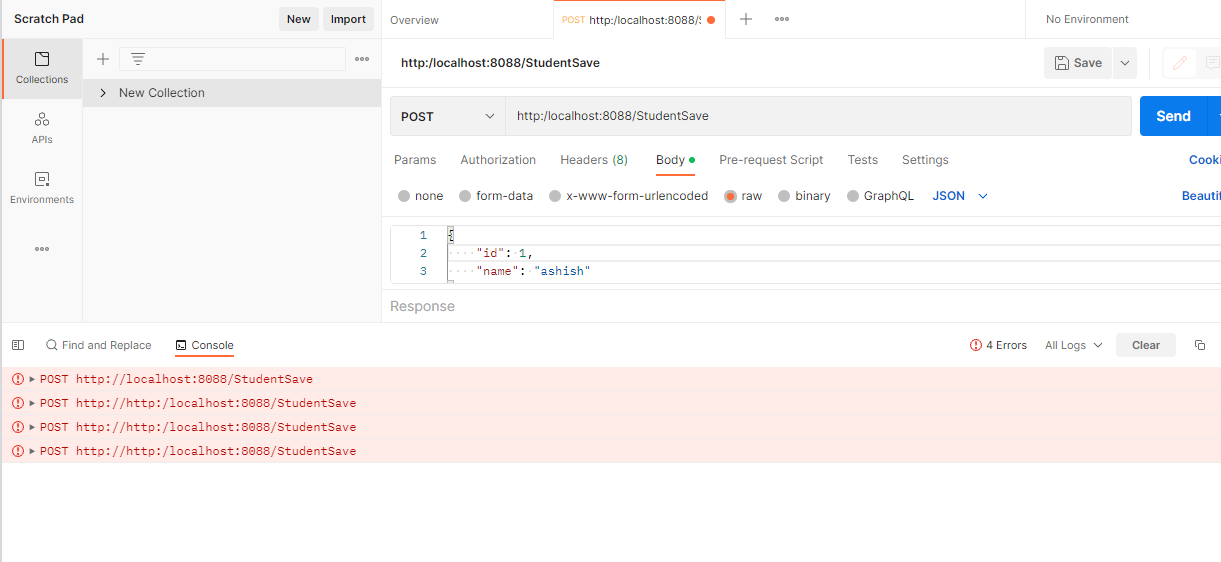 Scratch Pad New Import Overview POST http:/localhost:8088/S No Environment
Collections
New Collection
APIs
Environments
http:/localhost:8088/StudentSave Save
POST http:/localhost:8088/StudentSave Send
Params Authorization Headers (8) Body Pre-request Script Tests Settings Cooki
none form-data x-www-form-urlencoded raw binary GraphQL JSON Beautif
1 {
2 "id": 1,
3 "name": "ashish"
Response
Find and Replace Console 4 Errors All Logs Clear
POST http://localhost:8088/StudentSave
POST http://http:/localhost:8088/StudentSave
POST http://http:/localhost:8088/StudentSave
POST http://http:/localhost:8088/StudentSave